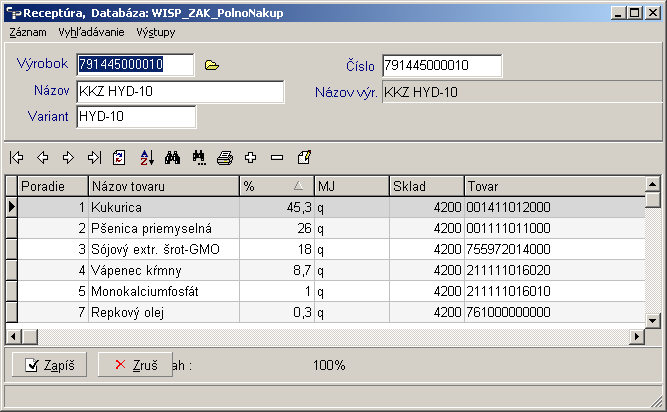 Receptúra, Databáza: WISP_ZAK_PolnoNakup
Záznam Vyhľadávanie Výstupy
Výrobok 791445000010 Číslo 791445000010
Názov KKZ HYD-10 Názov výr. KKZ HYD-10
Variant HYD-10
Poradie Názov tovaru % MJ Sklad Tovar
1 Kukurica 45,3 q 4200 001411012000
2 Pšenica priemyselná 26 q 4200 001111011000
3 Sójový extr. šrot-GMO 18 q 4200 755972014000
4 Vápenec kŕmny 8,7 q 4200 211111016020
5 Monokalciumfosfát 1 q 4200 211111016010
7 Repkový olej 0,3 q 4200 761000000000
Zapíš Zruš ah : 100%